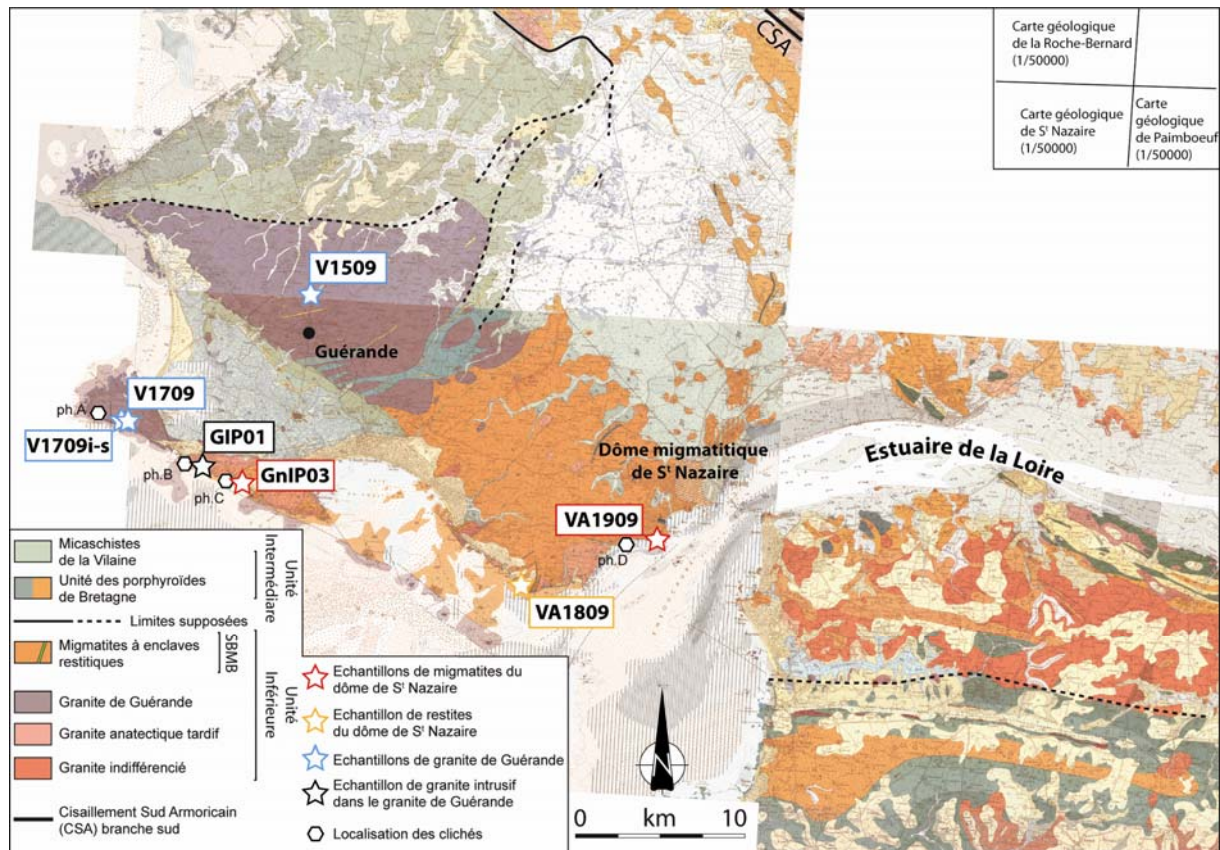 CSA
Carte géologique
de la Roche-Bernard
(1/50000)
Carte géologique
de Sᵗ Nazaire
(1/50000)
Carte
géologique
de Paimboeuf
(1/50000)
V1509
Guérande
V1709
ph.A
V1709i-s
GIP01
ph.B
GnIP03
ph.C
Dôme migmatitique
de Sᵗ Nazaire
Estuaire de la Loire
VA1909
ph.D
VA1809
Micaschistes
de la Vilaine
Unité des porphyroïdes
de Bretagne
Unité
Intermédiaire
Limites supposées
Migmatites à enclaves
restitiques
SBMB
Granite de Guérande
Granite anatectique tardif
Granite indifférencié
Unité
Inférieure
Cisaillement Sud Armoricain
(CSA) branche sud
Echantillons de migmatites du
dôme de Sᵗ Nazaire
Echantillon de restites
du dôme de Sᵗ Nazaire
Echantillons de granite de Guérande
Echantillon de granite intrusif
dans le granite de Guérande
Localisation des clichés
N
0 km 10